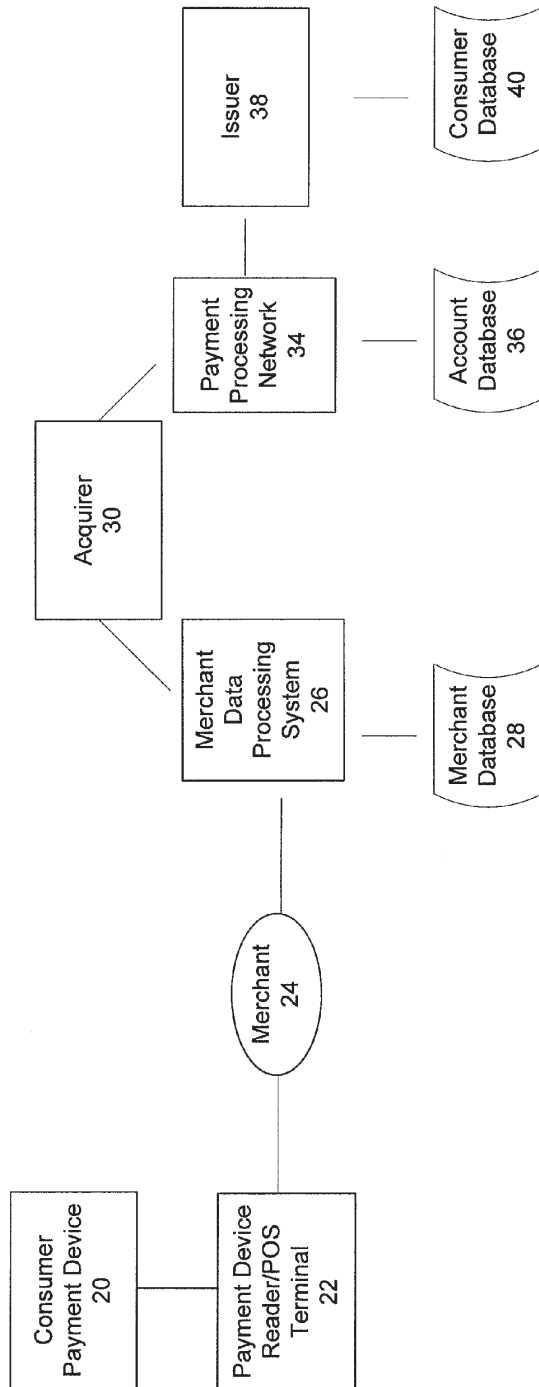 Consumer
Payment Device
20
Payment Device
Reader/POS
Terminal
22
Merchant
24
Merchant
Data
Processing
System
26
Merchant
Database
28
Acquirer
30
Payment
Processing
Network
34
Account
Database
36
Issuer
38
Consumer
Database
40